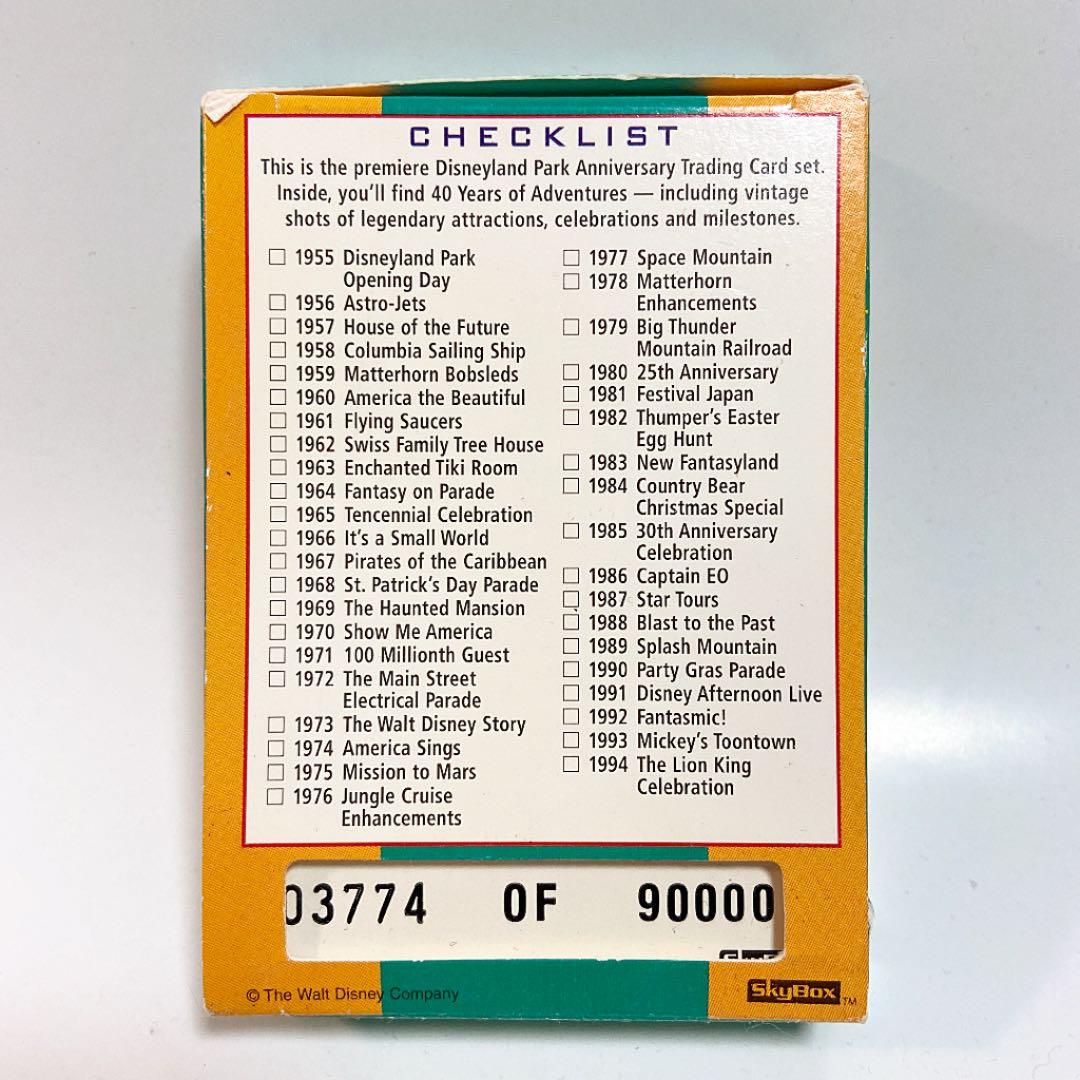 CHECKLIST
This is the premiere Disneyland Park Anniversary Trading Card set.
Inside, you'll find 40 Years of Adventures — including vintage
shots of legendary attractions, celebrations and milestones.
☐ 1955 Disneyland Park
Opening Day
☐ 1956 Astro-Jets
☐ 1957 House of the Future
☐ 1958 Columbia Sailing Ship
☐ 1959 Matterhorn Bobsleds
☐ 1960 America the Beautiful
☐ 1961 Flying Saucers
☐ 1962 Swiss Family Tree House
☐ 1963 Enchanted Tiki Room
☐ 1964 Fantasy on Parade
☐ 1965 Tencennial Celebration
☐ 1966 It's a Small World
☐ 1967 Pirates of the Caribbean
☐ 1968 St. Patrick's Day Parade
☐ 1969 The Haunted Mansion
☐ 1970 Show Me America
☐ 1971 100 Millionth Guest
☐ 1972 The Main Street
Electrical Parade
☐ 1973 The Walt Disney Story
☐ 1974 America Sings
☐ 1975 Mission to Mars
☐ 1976 Jungle Cruise
Enhancements
☐ 1977 Space Mountain
☐ 1978 Matterhorn
Enhancements
☐ 1979 Big Thunder
Mountain Railroad
☐ 1980 25th Anniversary
☐ 1981 Festival Japan
☐ 1982 Thumper's Easter
Egg Hunt
☐ 1983 New Fantasyland
☐ 1984 Country Bear
Christmas Special
☐ 1985 30th Anniversary
Celebration
☐ 1986 Captain EO
☐ 1987 Star Tours
☐ 1988 Blast to the Past
☐ 1989 Splash Mountain
☐ 1990 Party Gras Parade
☐ 1991 Disney Afternoon Live
☐ 1992 Fantasmic!
☐ 1993 Mickey's Toontown
☐ 1994 The Lion King
Celebration
03774 OF 90000
© The Walt Disney Company
SkyBox TM